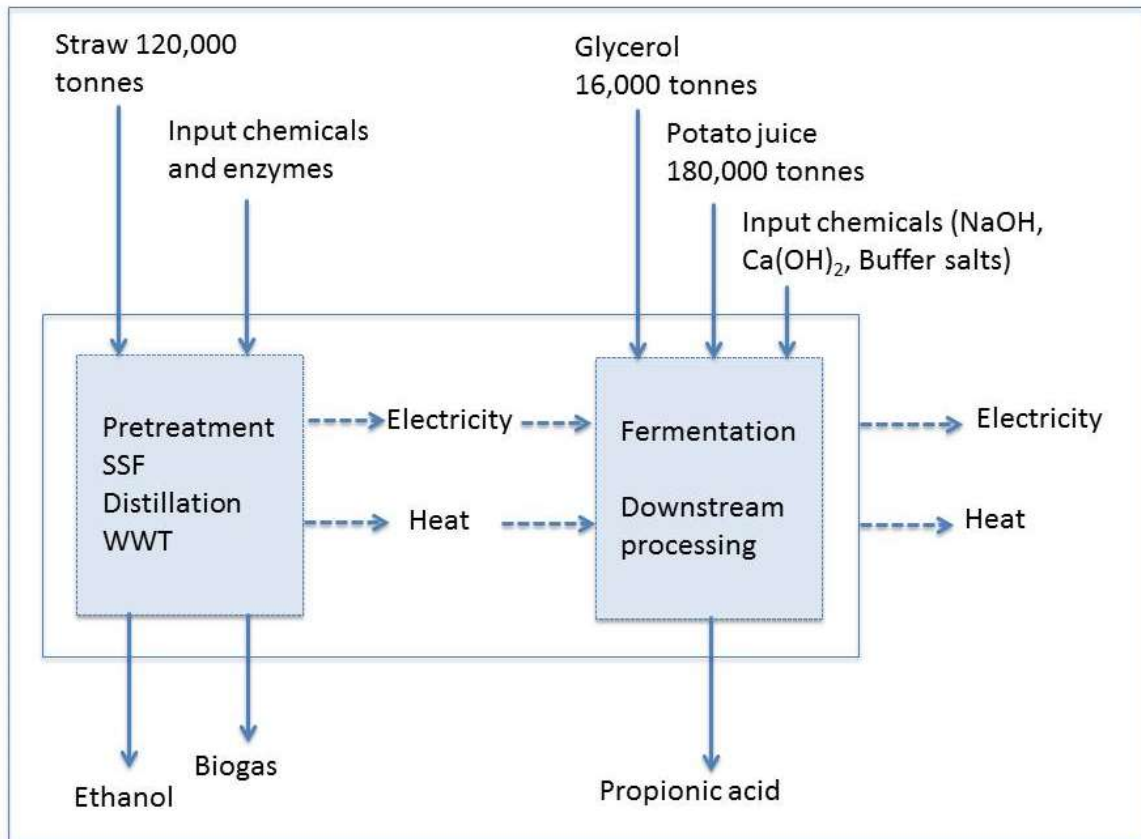 Straw 120,000
tonnes
Input chemicals
and enzymes
Glycerol
16,000 tonnes
Potato juice
180,000 tonnes
Input chemicals (NaOH,
Ca(OH)₂, Buffer salts)
Pretreatment
SSF
Distillation
WWT
Electricity
Heat
Fermentation
Downstream
processing
Electricity
Heat
Ethanol
Biogas
Propionic acid